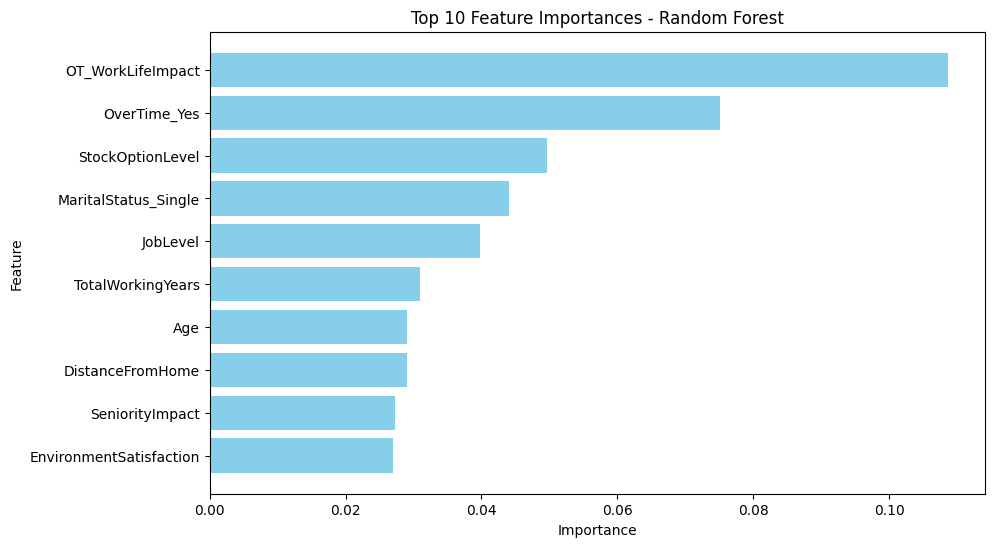 Top 10 Feature Importances - Random Forest
Feature
OT_WorkLifeImpact
OverTime_Yes
StockOptionLevel
MaritalStatus_Single
JobLevel
TotalWorkingYears
Age
DistanceFromHome
SeniorityImpact
EnvironmentSatisfaction
0.00 0.02 0.04 0.06 0.08 0.10
Importance